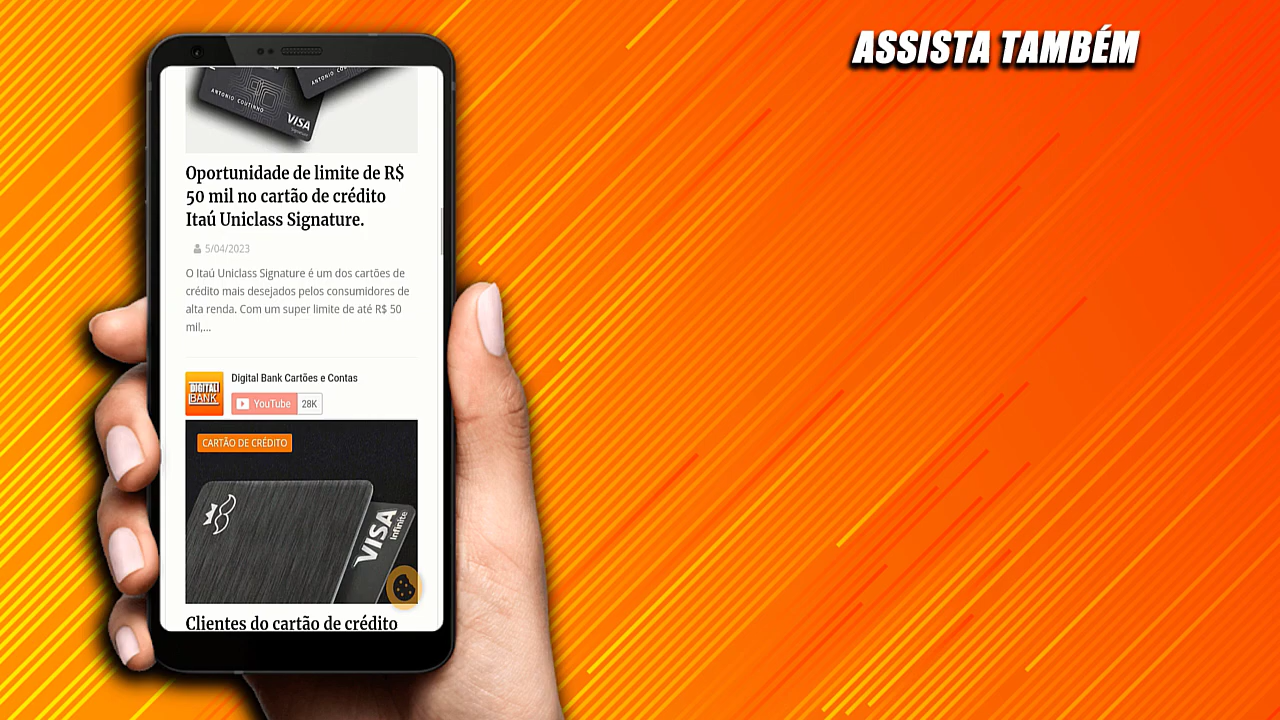 ASSISTA TAMBÉM
ANTONIO COUTINHO
ANTONIO COUTINHO
VISA
Signature
Oportunidade de limite de R$
50 mil no cartão de crédito
Itaú Uniclass Signature.
5/04/2023
O Itaú Uniclass Signature é um dos cartões de
crédito mais desejados pelos consumidores de
alta renda. Com um super limite de até R$ 50
mil,...
Digital Bank Cartões e Contas
DIGITAL
BANK
YouTube 28K
CARTÃO DE CRÉDITO
VISA
Infinite
Clientes do cartão de crédito